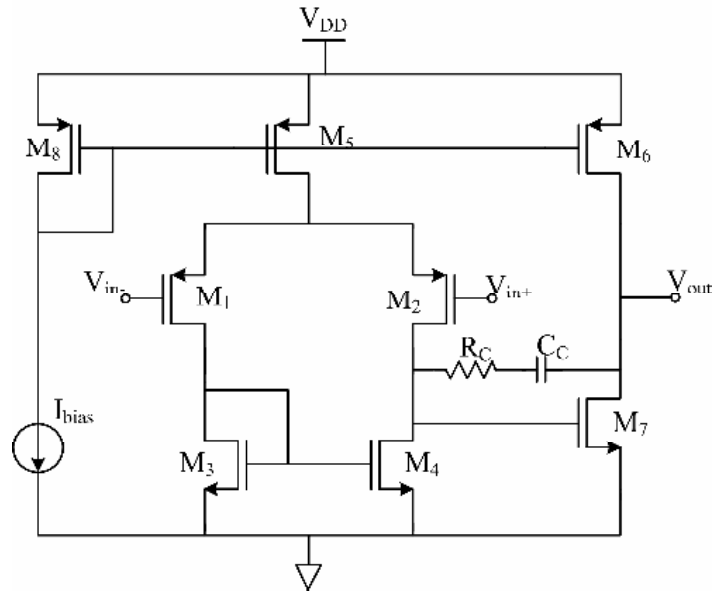 V_DD
M_8
M_5
M_6
V_in-
M_1
M_2
V_in+
V_out
R_C
C_C
I_bias
M_3
M_4
M_7